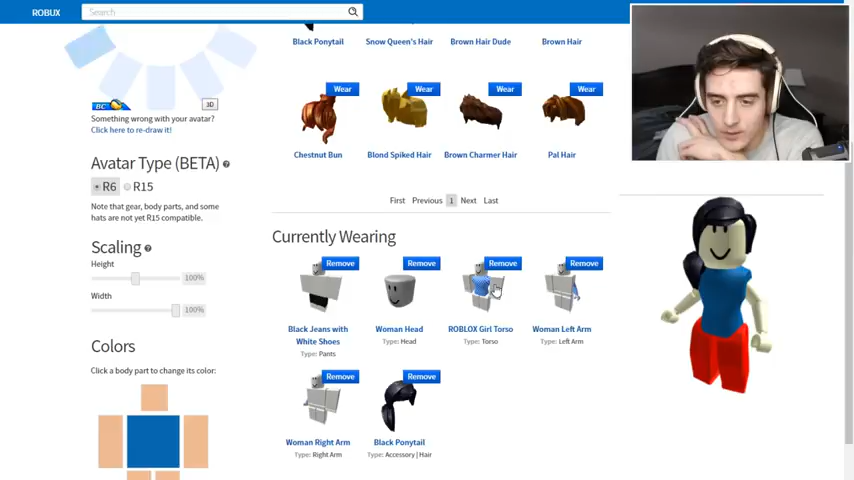 ROBUX
Search
Black Ponytail
Snow Queen's Hair
Brown Hair Dude
Brown Hair
Wear
Wear
Wear
Wear
BC
3D
Something wrong with your avatar?
Click here to re-draw it!
Chestnut Bun
Blond Spiked Hair
Brown Charmer Hair
Pal Hair
Avatar Type (BETA) ?
R6
R15
Note that gear, body parts, and some
hats are not yet R15 compatible.
First
Previous
1
Next
Last
Scaling ?
Height
100%
Width
100%
Currently Wearing
Remove
Remove
Remove
Remove
Black Jeans with
White Shoes
Type: Pants
Woman Head
Type: Head
ROBLOX Girl Torso
Type: Torso
Woman Left Arm
Type: Left Arm
Colors
Click a body part to change its color:
Remove
Remove
Woman Right Arm
Type: Right Arm
Black Ponytail
Type: Accessory | Hair